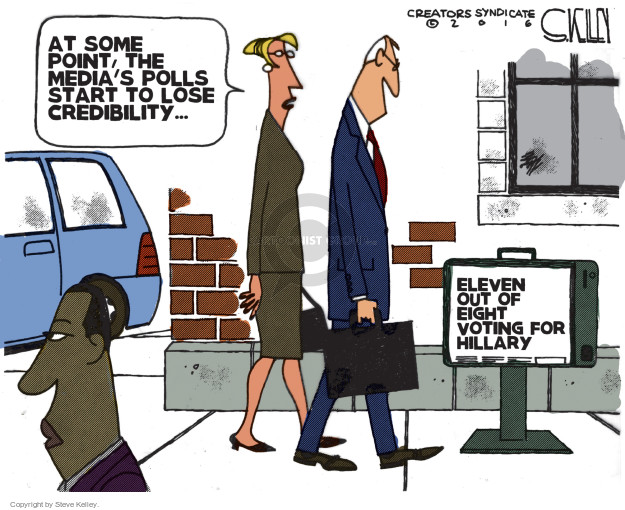 CREATORS SYNDICATE
© 2016
S.KELLEY
AT SOME
POINT, THE
MEDIA'S POLLS
START TO LOSE
CREDIBILITY...
ELEVEN
OUT OF
EIGHT
VOTING FOR
HILLARY
Copyright by Steve Kelley.